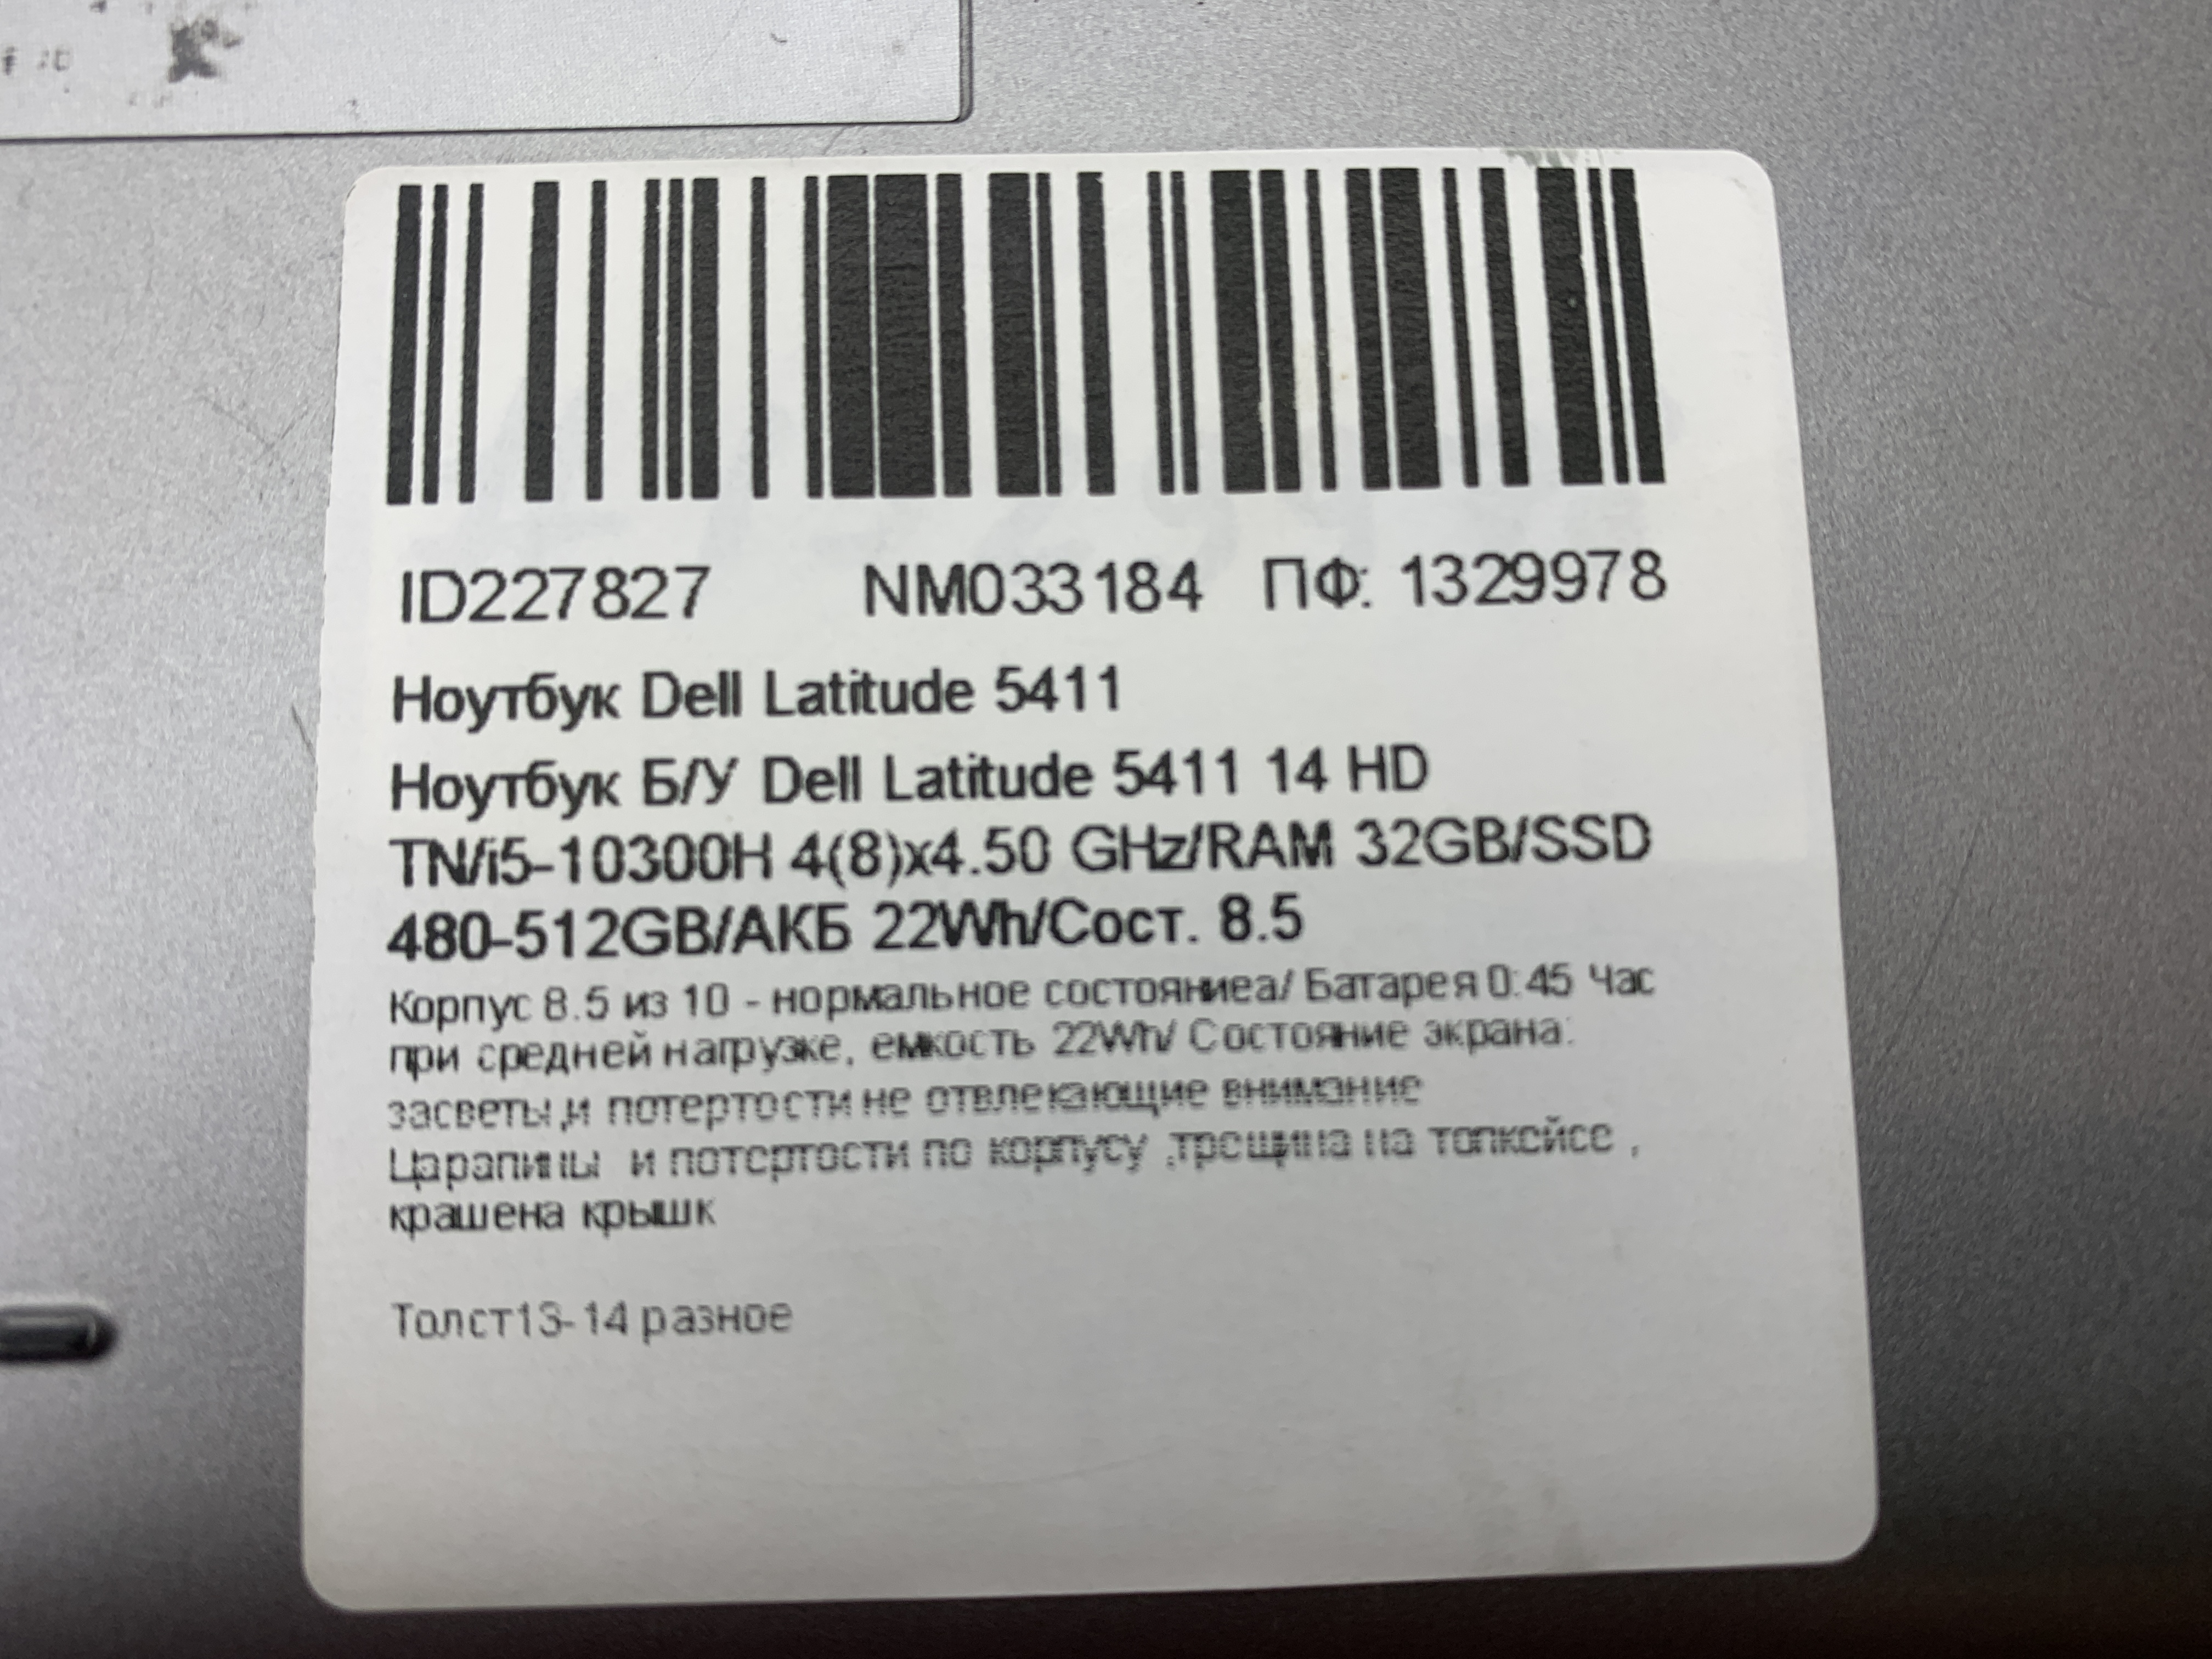 ID227827 NM033184 ПФ: 1329978
Ноутбук Dell Latitude 5411
Ноутбук Б/У Dell Latitude 5411 14 HD
TN/i5-10300H 4(8)x4.50 GHz/RAM 32GB/SSD
480-512GB/АКБ 22Wh/Сост. 8.5
Корпус 8.5 из 10 - нормальное состояниеа/ Батарея 0:45 Час
при средней нагрузке, емкость 22Wh/ Состояние экрана:
засветы,и потертости не отвлекающие внимание
Царапины и потертости по корпусу ,трещина на топкейсе ,
крашена крышк
Толст13-14 разное